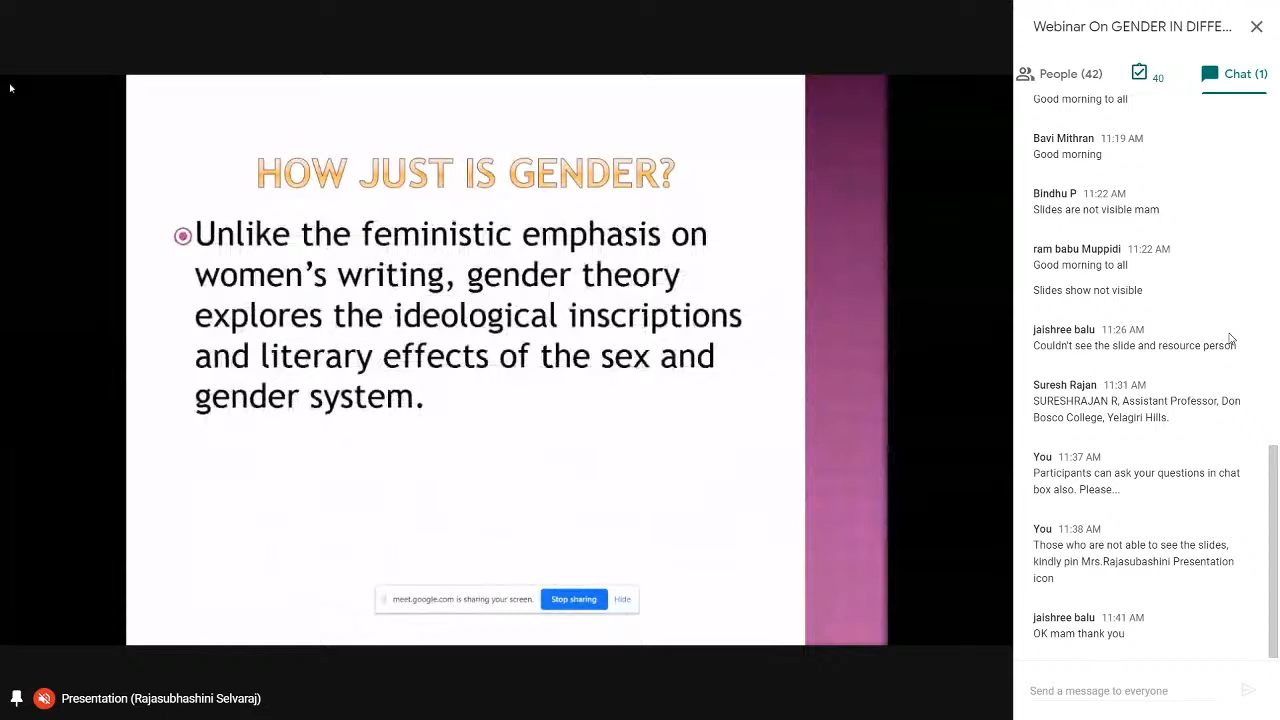 Webinar On GENDER IN DIFFE...
People (42)
40
Chat (1)
Good morning to all
Bavi Mithran 11:19 AM
Good morning
Bindhu P 11:22 AM
Slides are not visible mam
ram babu Muppidi 11:22 AM
Good morning to all
Slides show not visible
jaishree balu 11:26 AM
Couldn't see the slide and resource person
Suresh Rajan 11:31 AM
SURESHRAJAN R, Assistant Professor, Don
Bosco College, Yelagiri Hills.
You 11:37 AM
Participants can ask your questions in chat
box also. Please...
You 11:38 AM
Those who are not able to see the slides,
kindly pin Mrs.Rajasubashini Presentation
icon
jaishree balu 11:41 AM
OK mam thank you
Send a message to everyone
HOW JUST IS GENDER?
Unlike the feministic emphasis on
women's writing, gender theory
explores the ideological inscriptions
and literary effects of the sex and
gender system.
meet.google.com is sharing your screen.
Stop sharing
Hide
Presentation (Rajasubhashini Selvaraj)